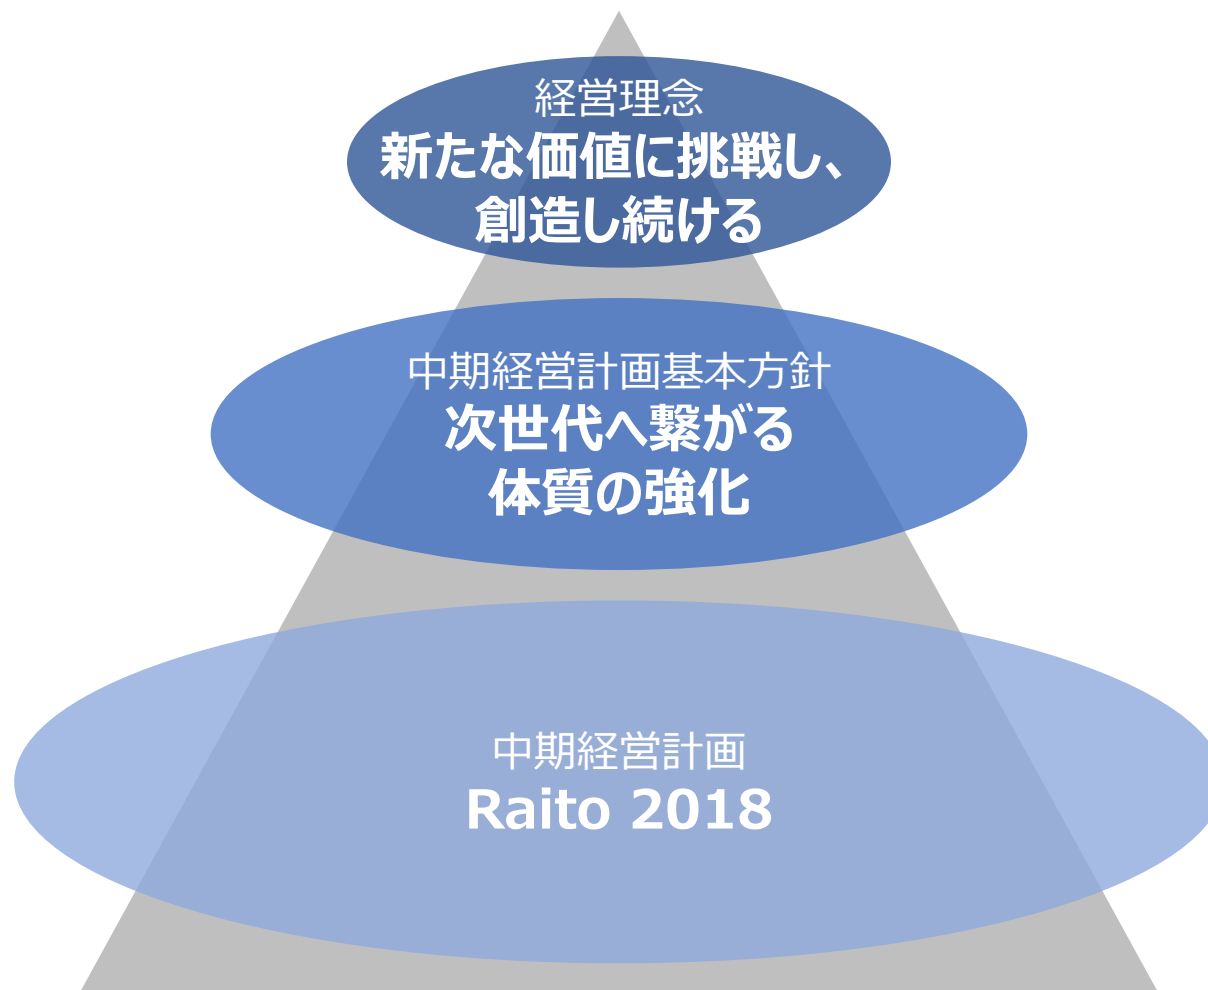 経営理念
新たな価値に挑戦し、
創造し続ける
中期経営計画基本方針
次世代へ繋がる
体質の強化
中期経営計画
Raito 2018